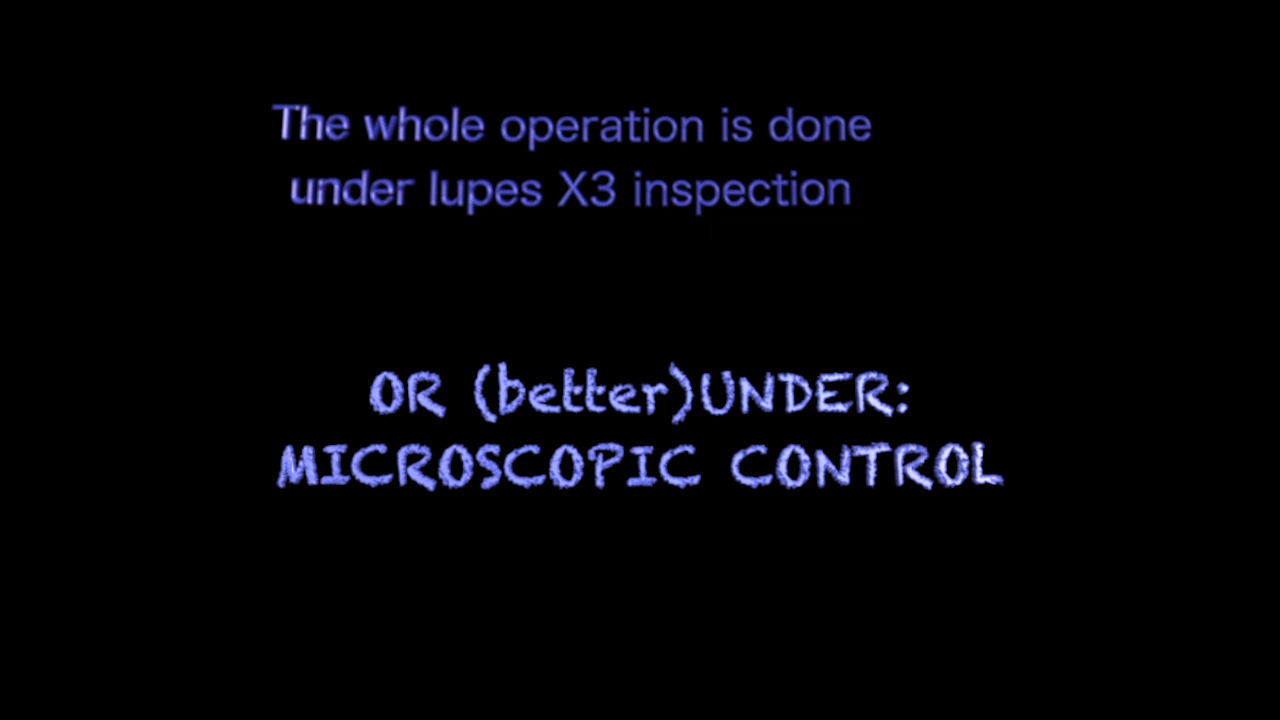 The whole operation is done
under lupes X3 inspection
OR (better)UNDER:
MICROSCOPIC CONTROL